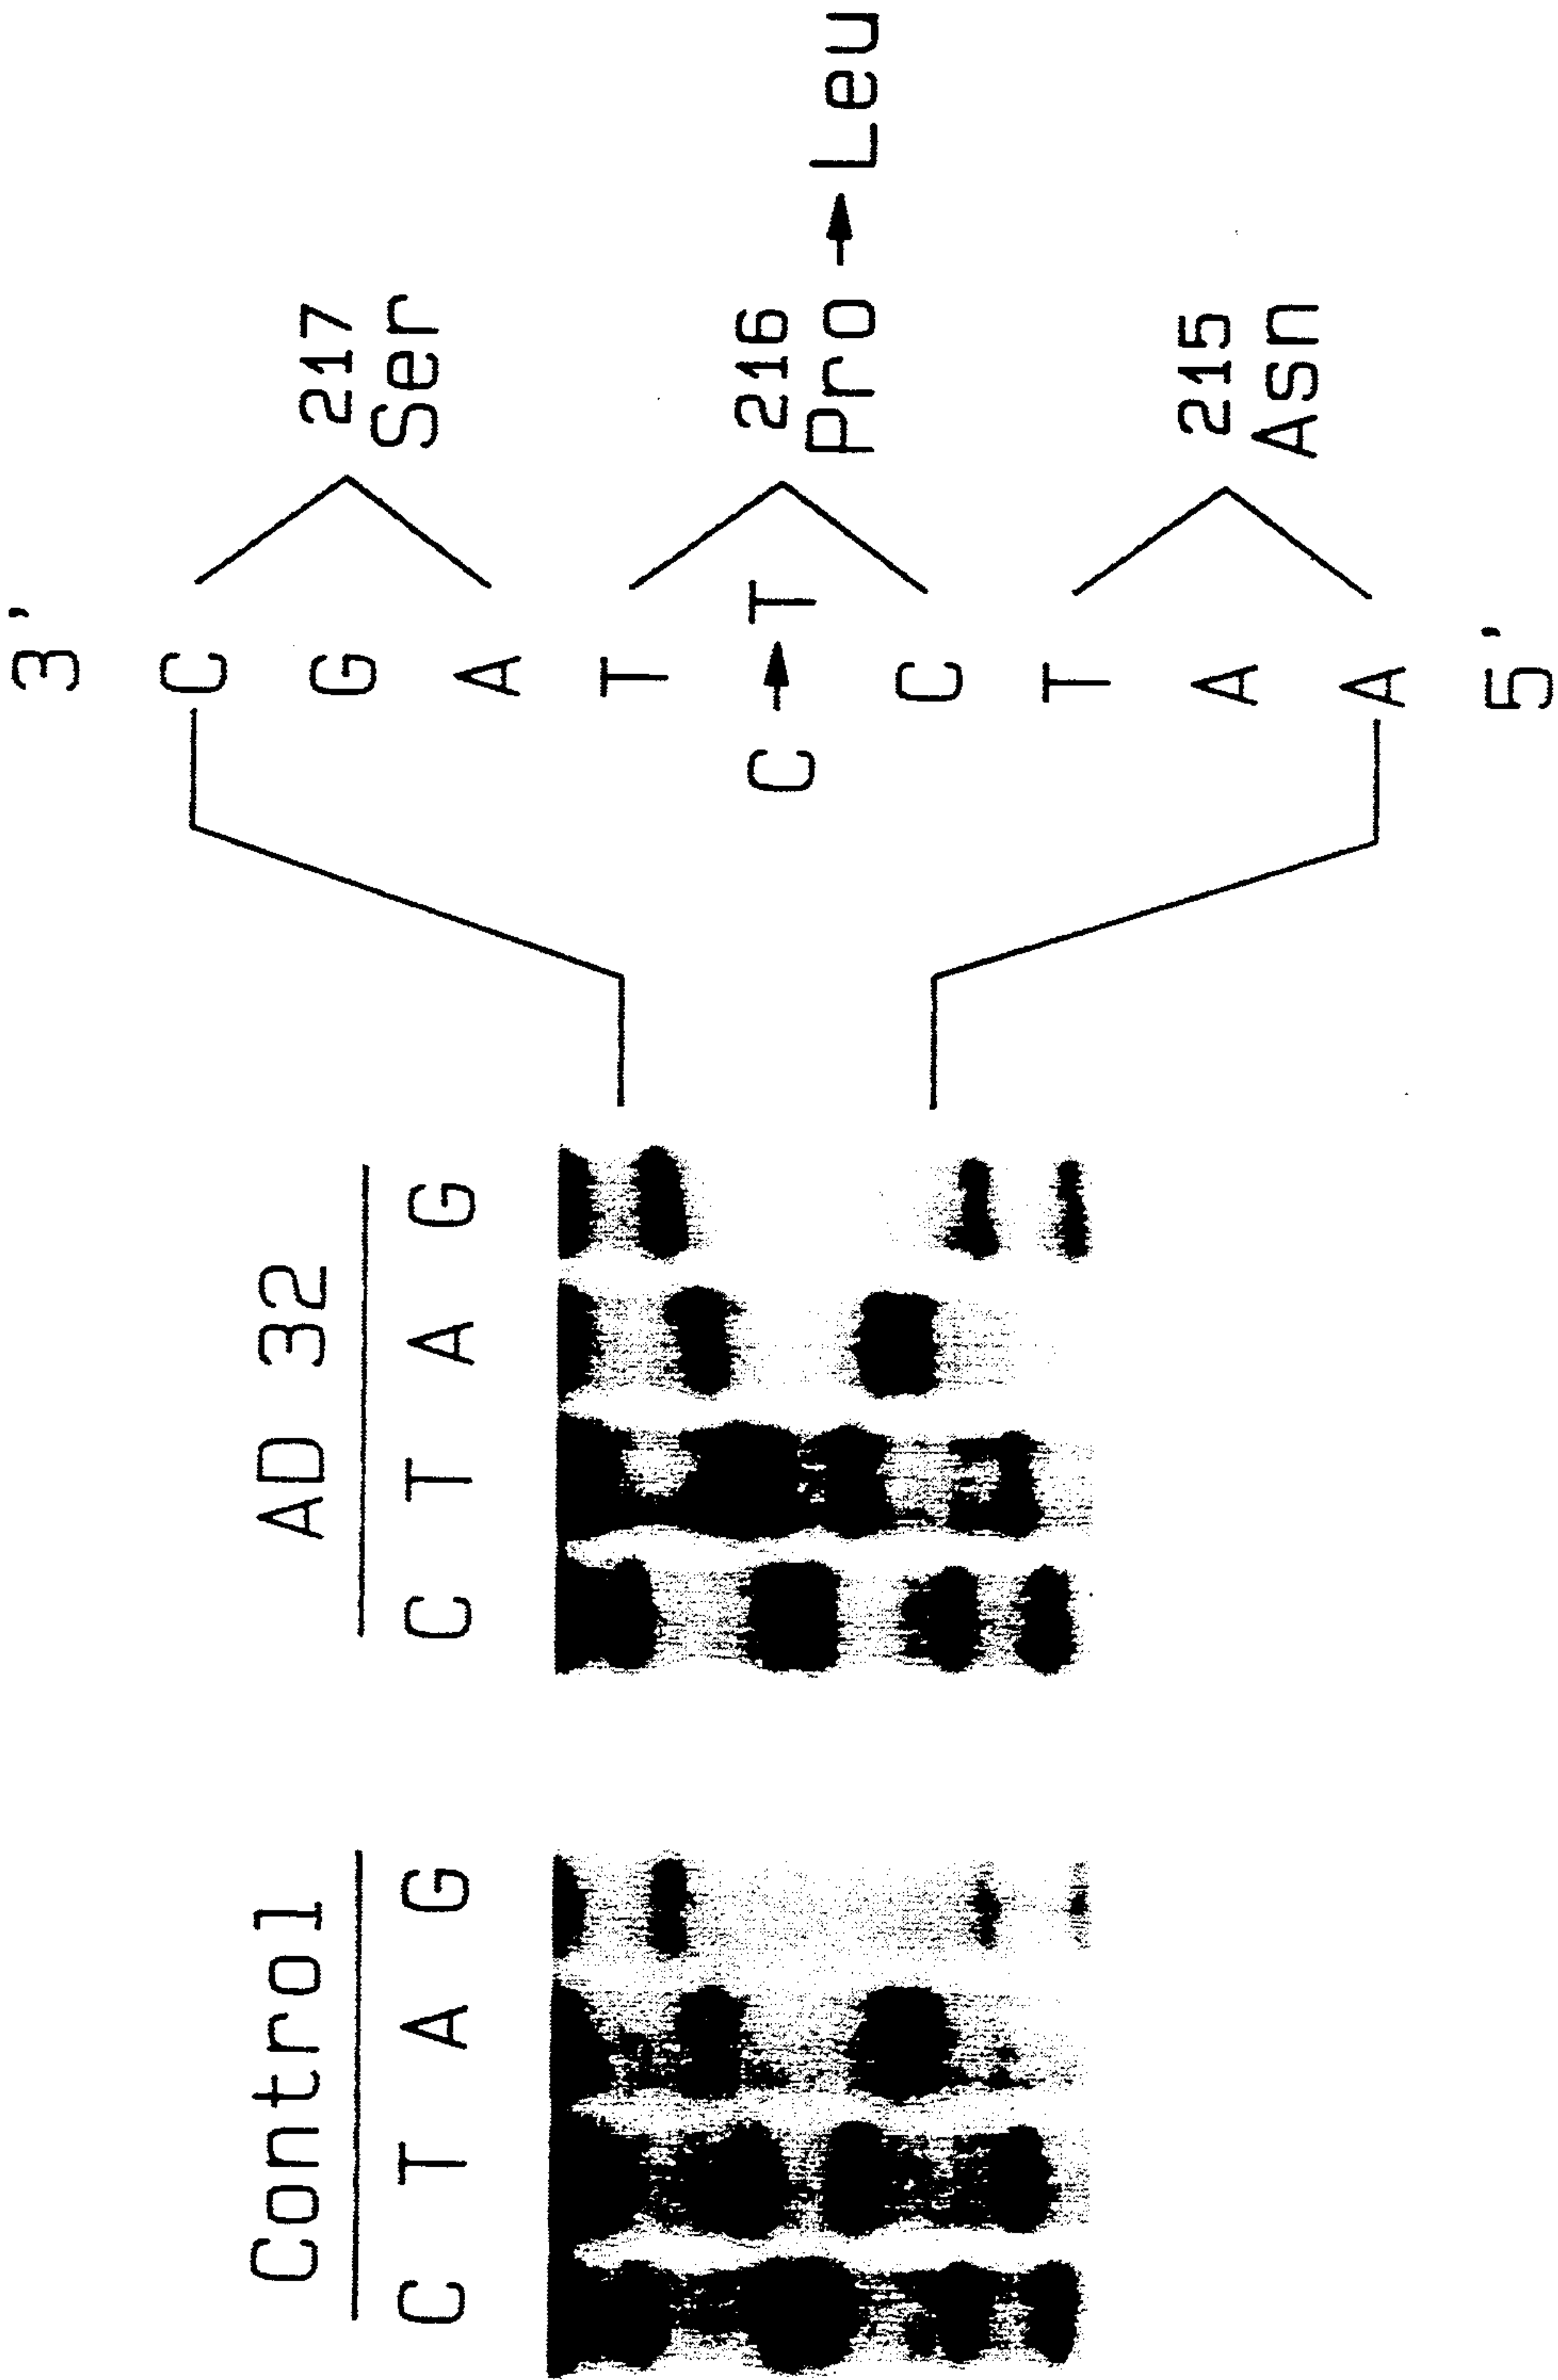 Control
C T A G
AD 32
C T A G
3'
C
G
A
T
C → T
C
T
A
A
5'
217
Ser
216
Pro → Leu
215
Asn